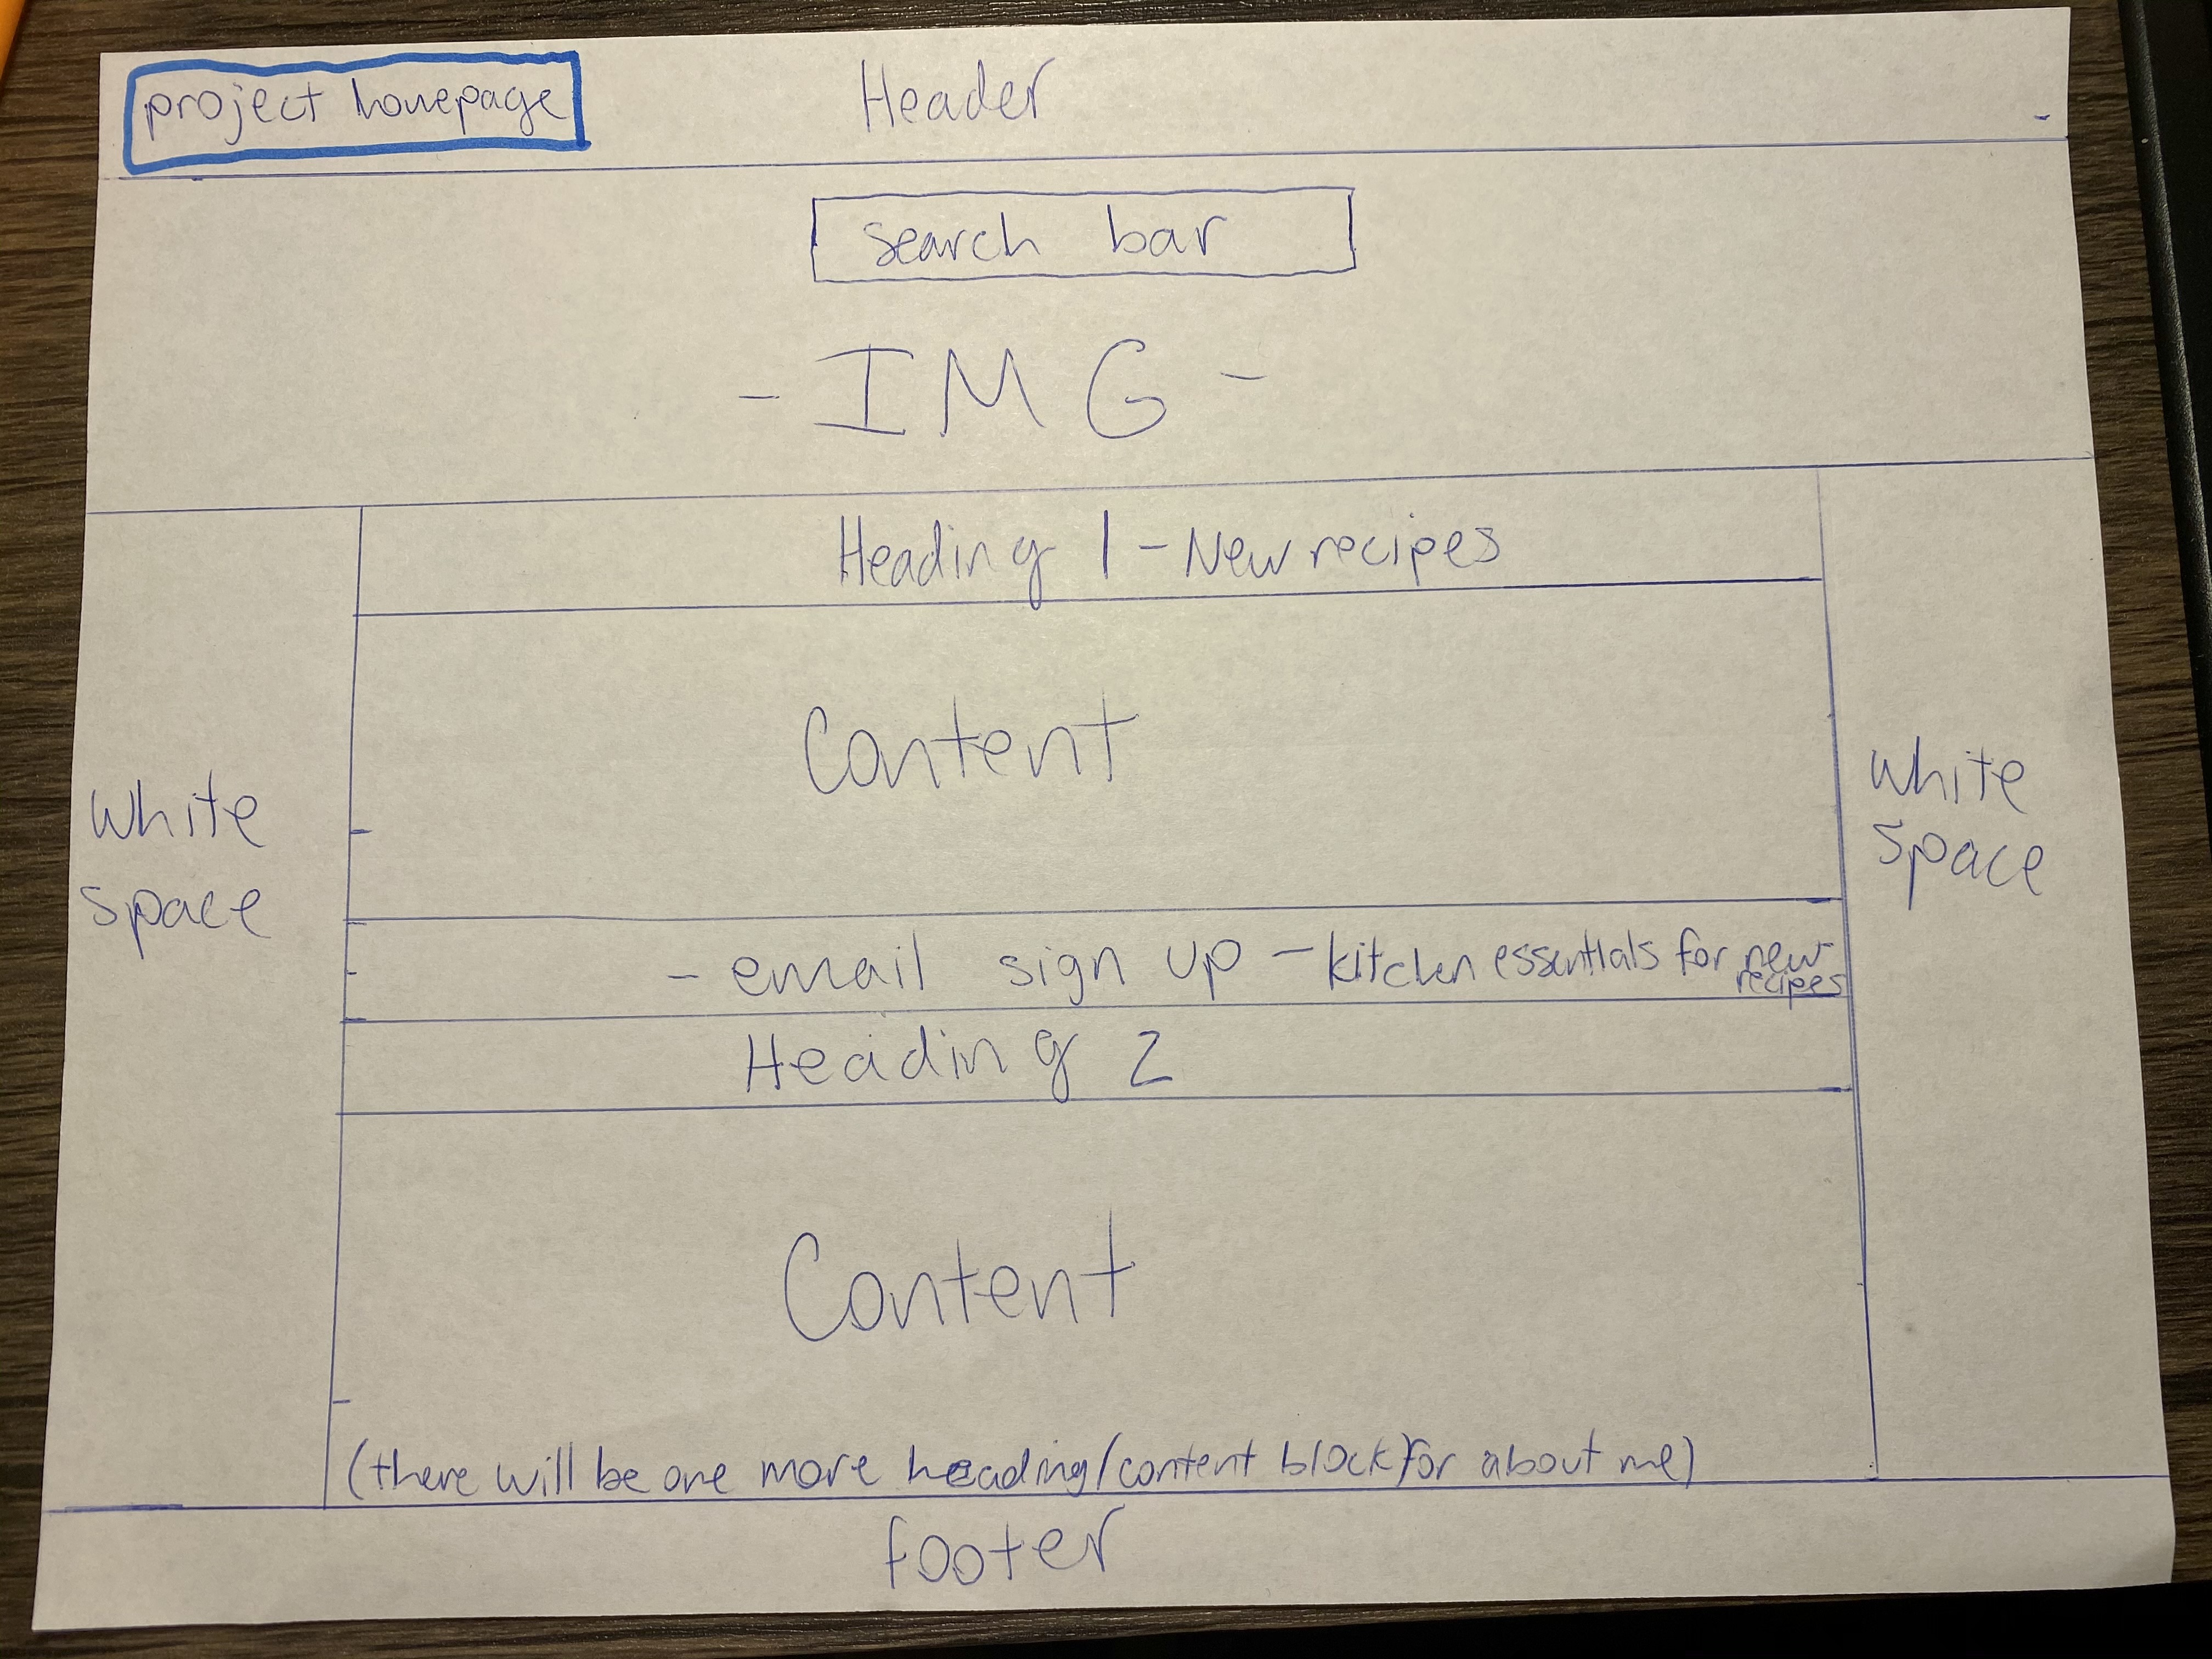 project homepage
Header
search bar
- IMG -
Heading 1 - New recipes
Content
White
space
White
space
- email sign up - kitchen essentials for new
recipes
Heading 2
Content
(there will be one more heading/content block) for about me)
footer